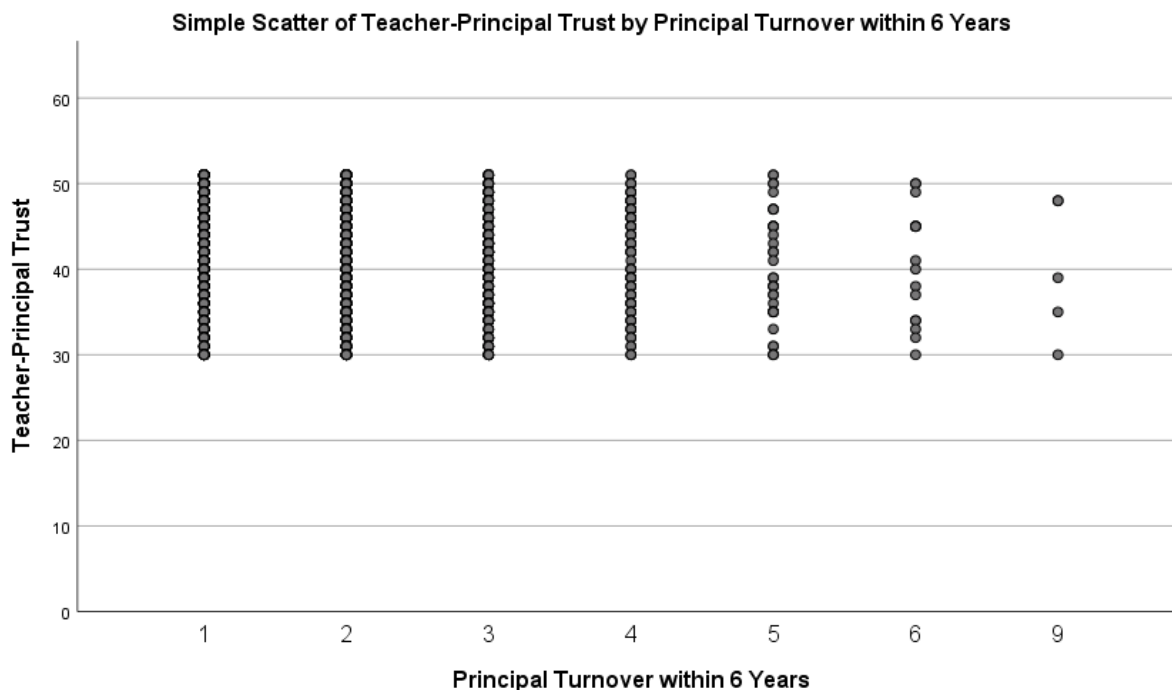 Simple Scatter of Teacher-Principal Trust by Principal Turnover within 6 Years
Teacher-Principal Trust
60
50
40
30
20
10
0
1 2 3 4 5 6 9
Principal Turnover within 6 Years